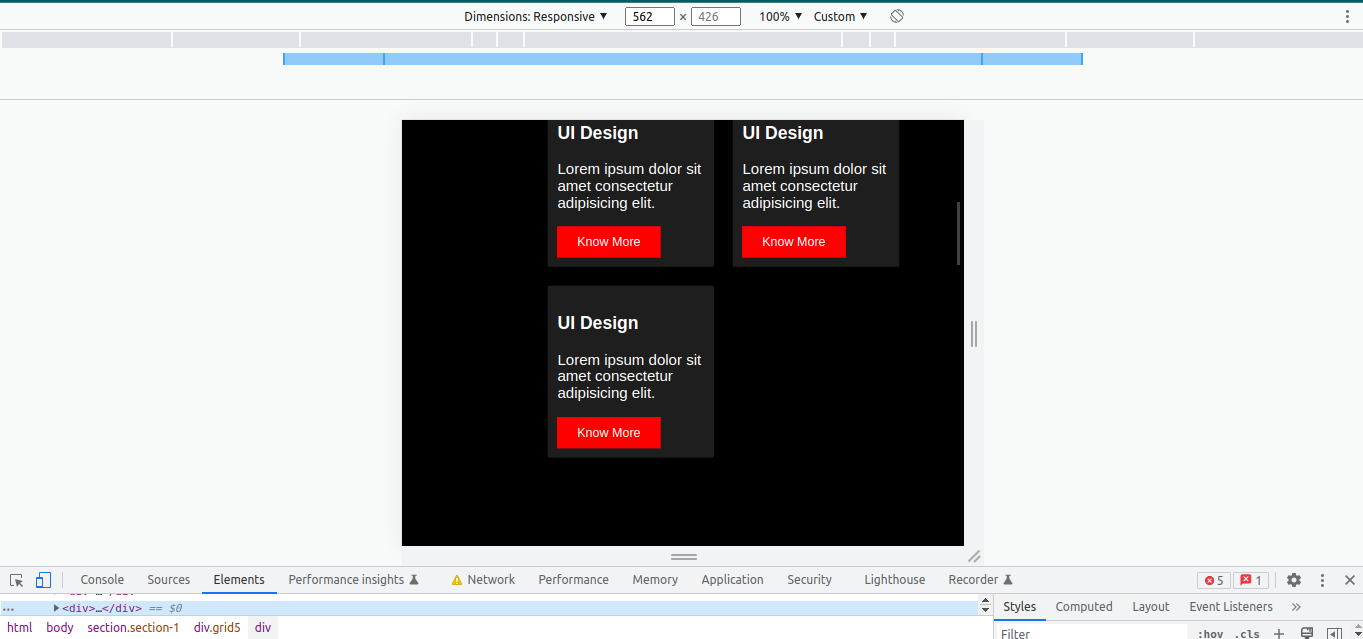 Dimensions: Responsive ▼ 562 × 426 100% ▼ Custom ▼
UI Design
Lorem ipsum dolor sit
amet consectetur
adipisicing elit.
Know More
UI Design
Lorem ipsum dolor sit
amet consectetur
adipisicing elit.
Know More
UI Design
Lorem ipsum dolor sit
amet consectetur
adipisicing elit.
Know More
Console Sources Elements Performance insights Network Performance Memory Application Security Lighthouse Recorder 5 1
… <div>…</div> == $0
html body section.section-1 div.grid5 div
Styles Computed Layout Event Listeners »
Filter :hov .cls +